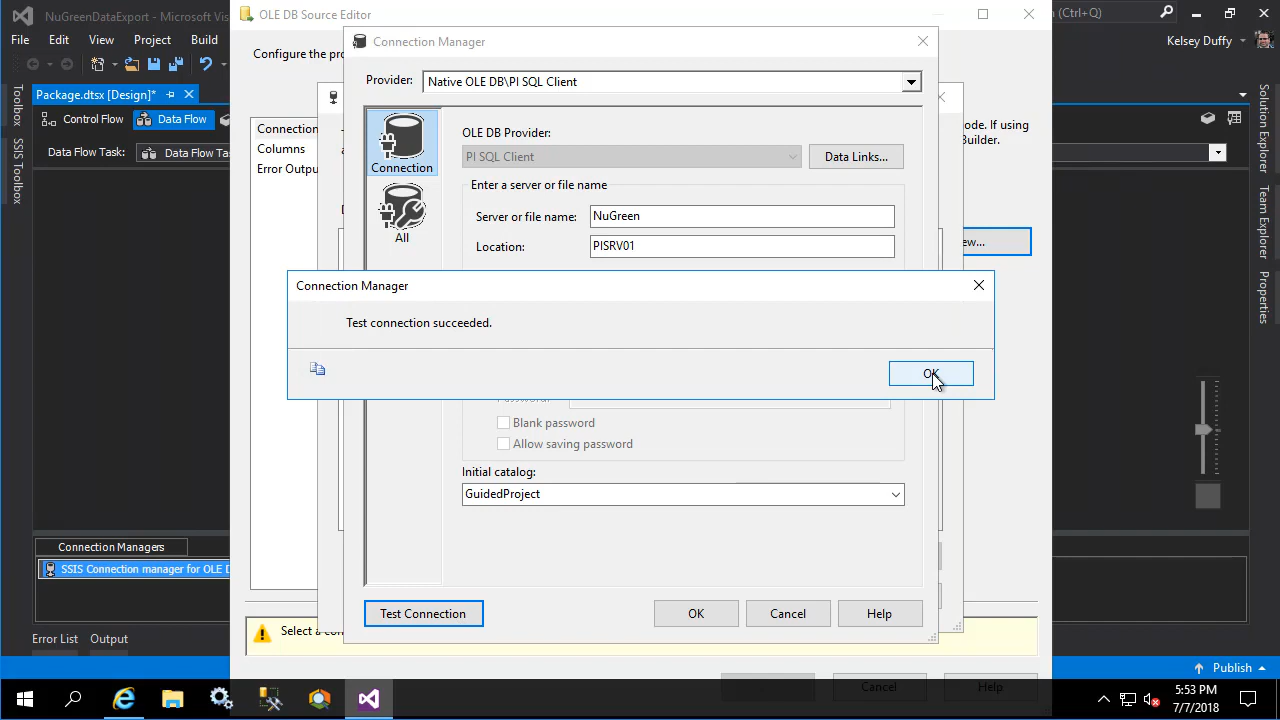 NuGreenDataExport - Microsoft Vis
OLE DB Source Editor
(Ctrl+Q)
File
Edit
View
Project
Build
Configure the pro
Connection Manager
Kelsey Duffy
Provider:
Native OLE DB\PI SQL Client
Package.dtsx [Design]*
Control Flow
Data Flow
Connection
Columns
Error Outpu
Connection
All
OLE DB Provider:
PI SQL Client
Data Links...
ode. If using
Builder.
Data Flow Task:
Data Flow Tas
Enter a server or file name
Server or file name:
NuGreen
Location:
PISRV01
ew...
Toolbox
SSIS Toolbox
Solution Explorer
Team Explorer
Properties
Connection Manager
Test connection succeeded.
OK
Password:
Blank password
Allow saving password
Initial catalog:
GuidedProject
Connection Managers
SSIS Connection manager for OLE D
Test Connection
OK
Cancel
Help
Error List
Output
Select a con
Publish
Cancel
Help
5:53 PM
7/7/2018